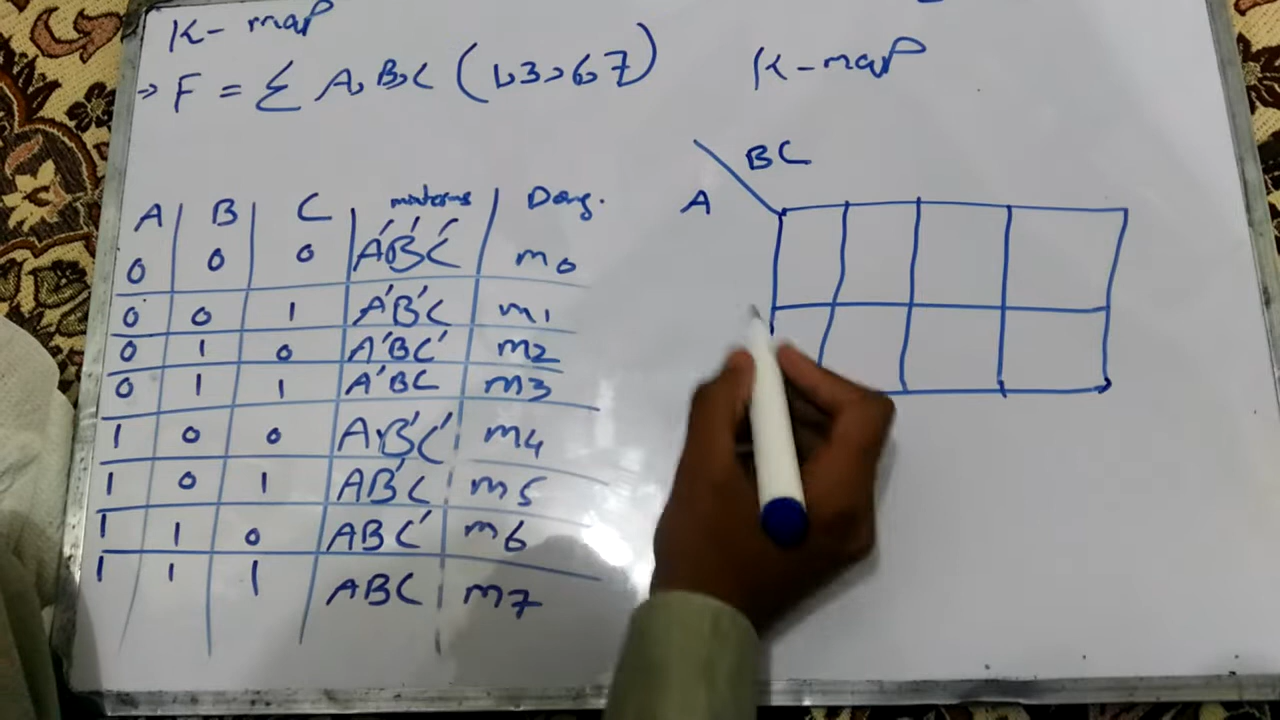 K-map
→ F = Σ A,B,C (1,3,6,7)
A B C minterms Desg.
0 0 0 A'B'C' m0
0 0 1 A'B'C m1
0 1 0 A'BC' m2
0 1 1 A'BC m3
1 0 0 AB'C' m4
1 0 1 AB'C m5
1 1 0 ABC' m6
1 1 1 ABC m7
K-map
BC
A